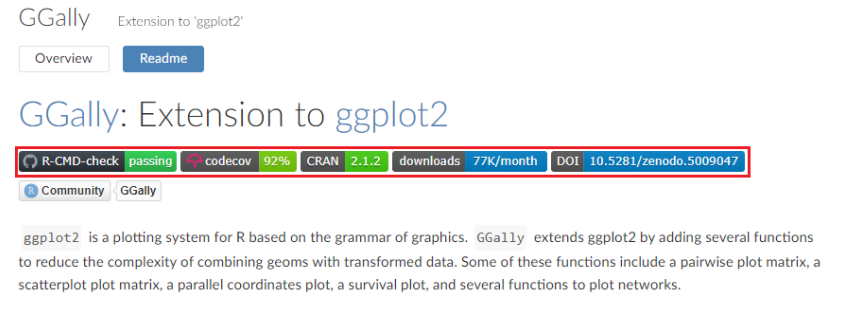 GGally Extension to 'ggplot2'
Overview Readme
GGally: Extension to ggplot2
R-CMD-check passing codecov 92% CRAN 2.1.2 downloads 77K/month DOI 10.5281/zenodo.5009047
R Community GGally
ggplot2 is a plotting system for R based on the grammar of graphics. GGally extends ggplot2 by adding several functions
to reduce the complexity of combining geoms with transformed data. Some of these functions include a pairwise plot matrix, a
scatterplot plot matrix, a parallel coordinates plot, a survival plot, and several functions to plot networks.